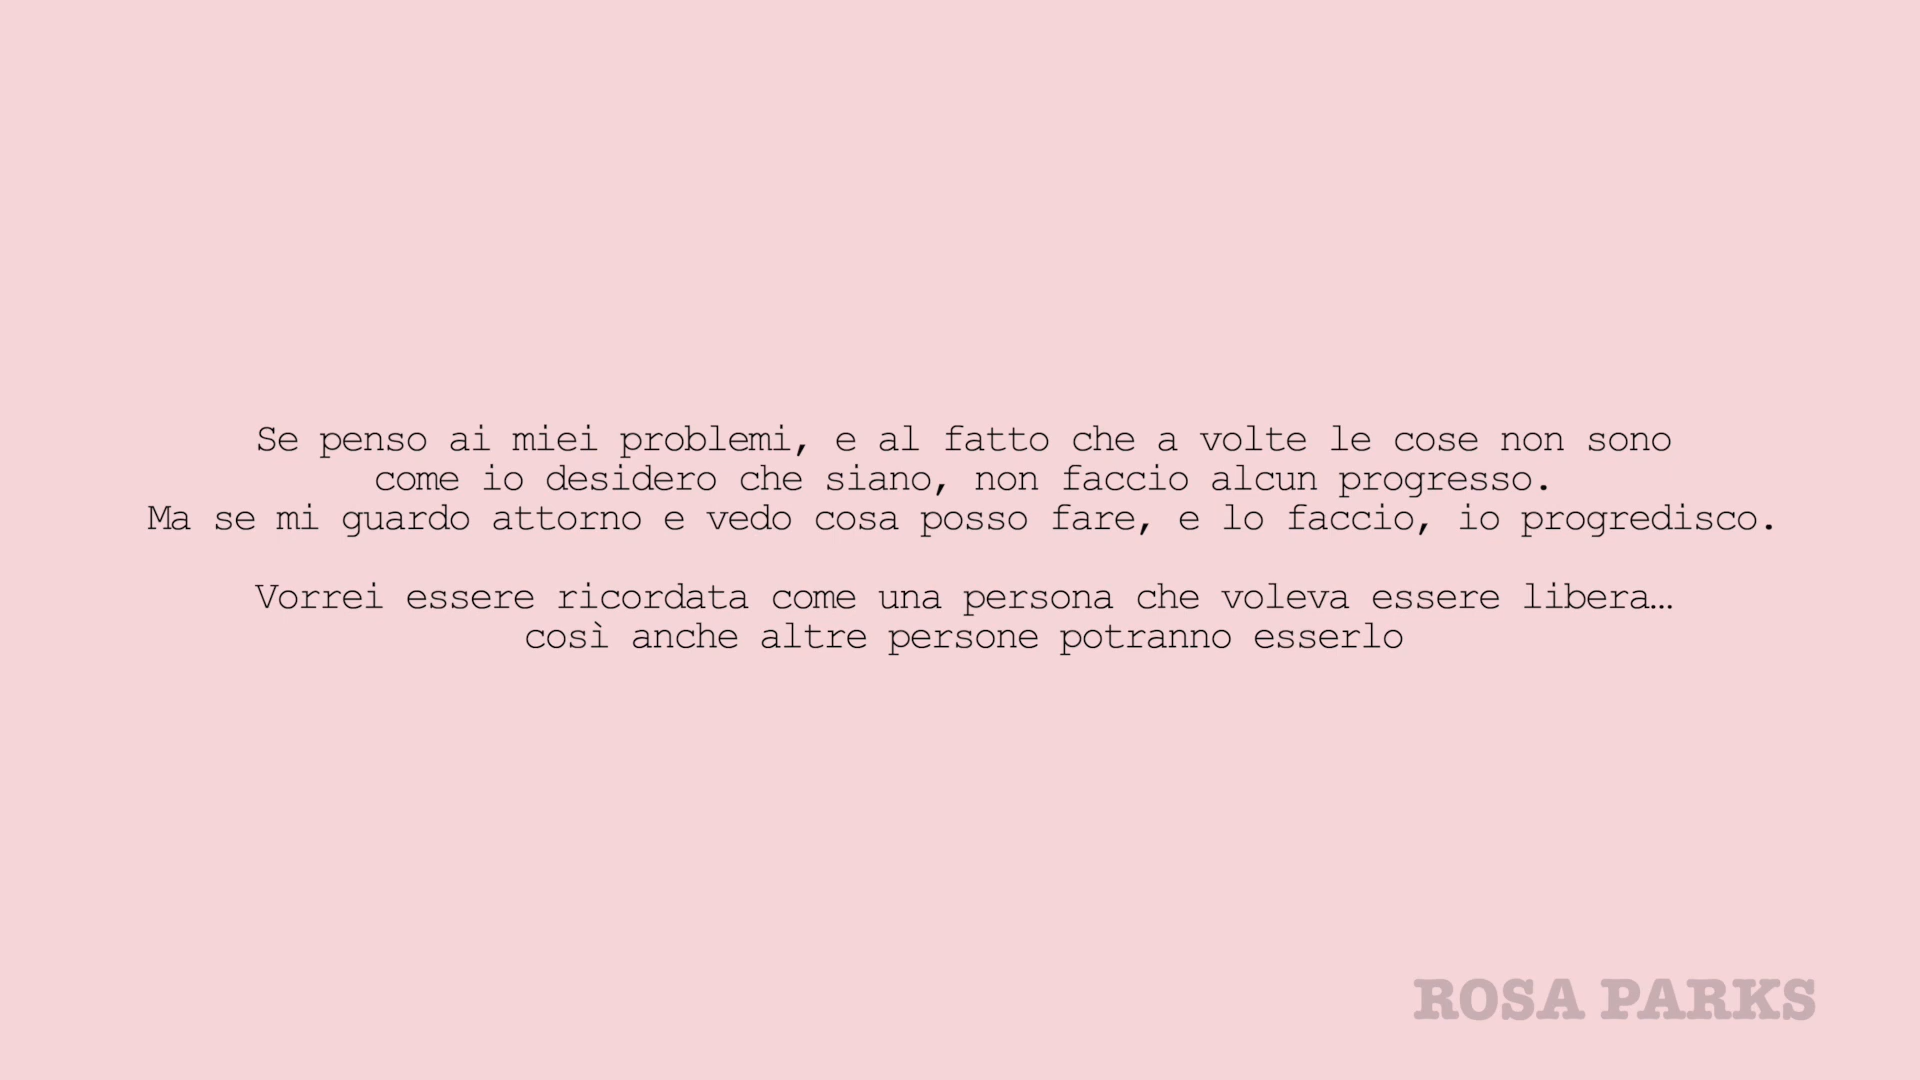 Se penso ai miei problemi, e al fatto che a volte le cose non sono
come io desidero che siano, non faccio alcun progresso.
Ma se mi guardo attorno e vedo cosa posso fare, e lo faccio, io progredisco.
Vorrei essere ricordata come una persona che voleva essere libera…
così anche altre persone potranno esserlo
ROSA PARKS